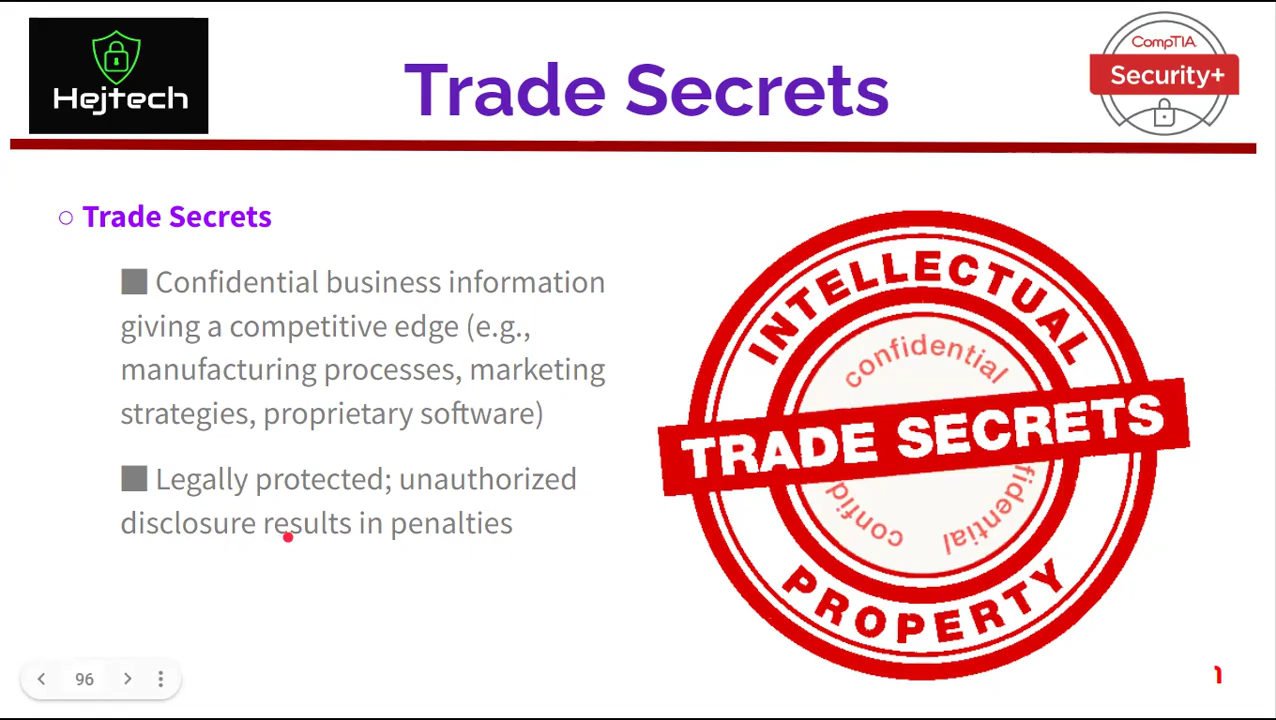 Hejtech
Trade Secrets
CompTIA
Security+
○ Trade Secrets
■ Confidential business information
giving a competitive edge (e.g.,
manufacturing processes, marketing
strategies, proprietary software)
■ Legally protected; unauthorized
disclosure results in penalties
INTELLECTUAL
confidential
TRADE SECRETS
confid
fidential
PROPERTY
96